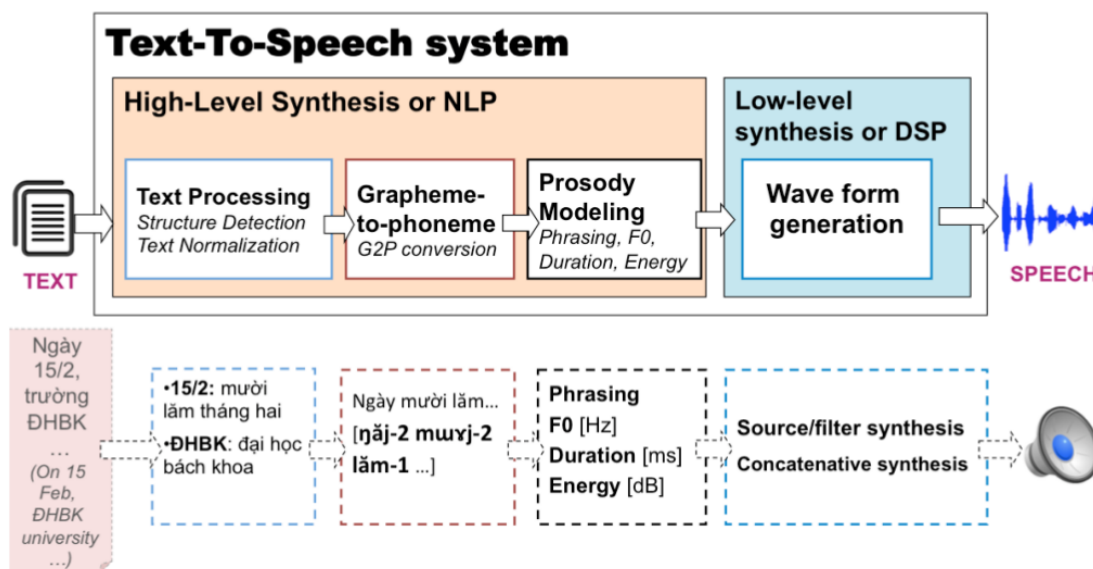 Text-To-Speech system
High-Level Synthesis or NLP
Low-level
synthesis or DSP
Text Processing
Structure Detection
Text Normalization
Grapheme-
to-phoneme
G2P conversion
Prosody
Modeling
Phrasing, F0,
Duration, Energy
Wave form
generation
TEXT
SPEECH
Ngày
15/2,
trường
ĐHBK
...
(On 15
Feb,
ĐHBK
university
...)
•15/2: mười
lăm tháng hai
•ĐHBK: đại học
bách khoa
Ngày mười lăm...
[ŋăj-2 mɯɤj-2
lăm-1 ...]
Phrasing
F0 [Hz]
Duration [ms]
Energy [dB]
Source/filter synthesis
Concatenative synthesis